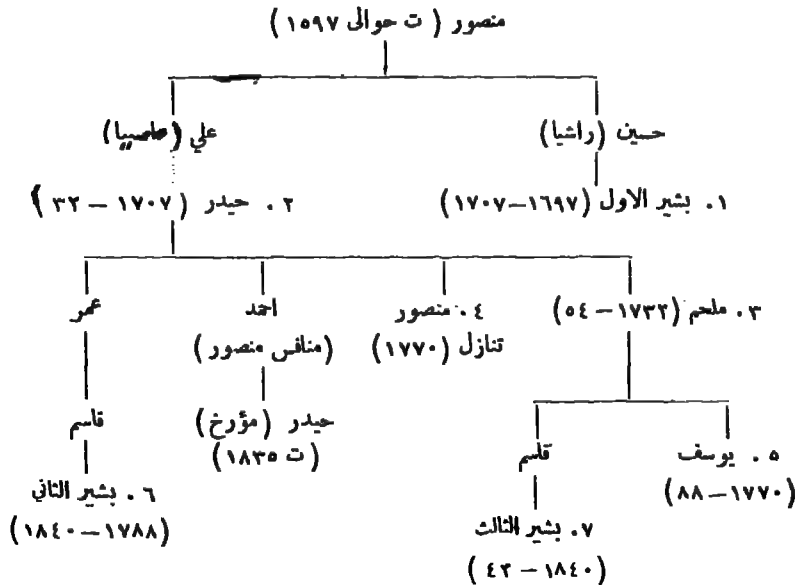 منصور ( ت حوالى ١٥٩٧ )
حسين (راشيا)
علي (حاصبيا)
١ . بشير الاول (١٦٩٧–١٧٠٧)
٢ . حيدر (١٧٠٧ – ٣٢)
٣ . ملحم (١٧٣٢ – ٥٤)
٤ . منصور
احمد
عمر
تنازل (١٧٧٠)
(منافس منصور)
حيدر (مؤرخ)
قاسم
(ت ١٨٣٥)
٥ . يوسف
قاسم
(١٧٧٠–٨٨)
٦ . بشير الثاني
(١٧٨٨ – ١٨٤٠)
٧ . بشير الثالث
(١٨٤٠ – ٤٢)